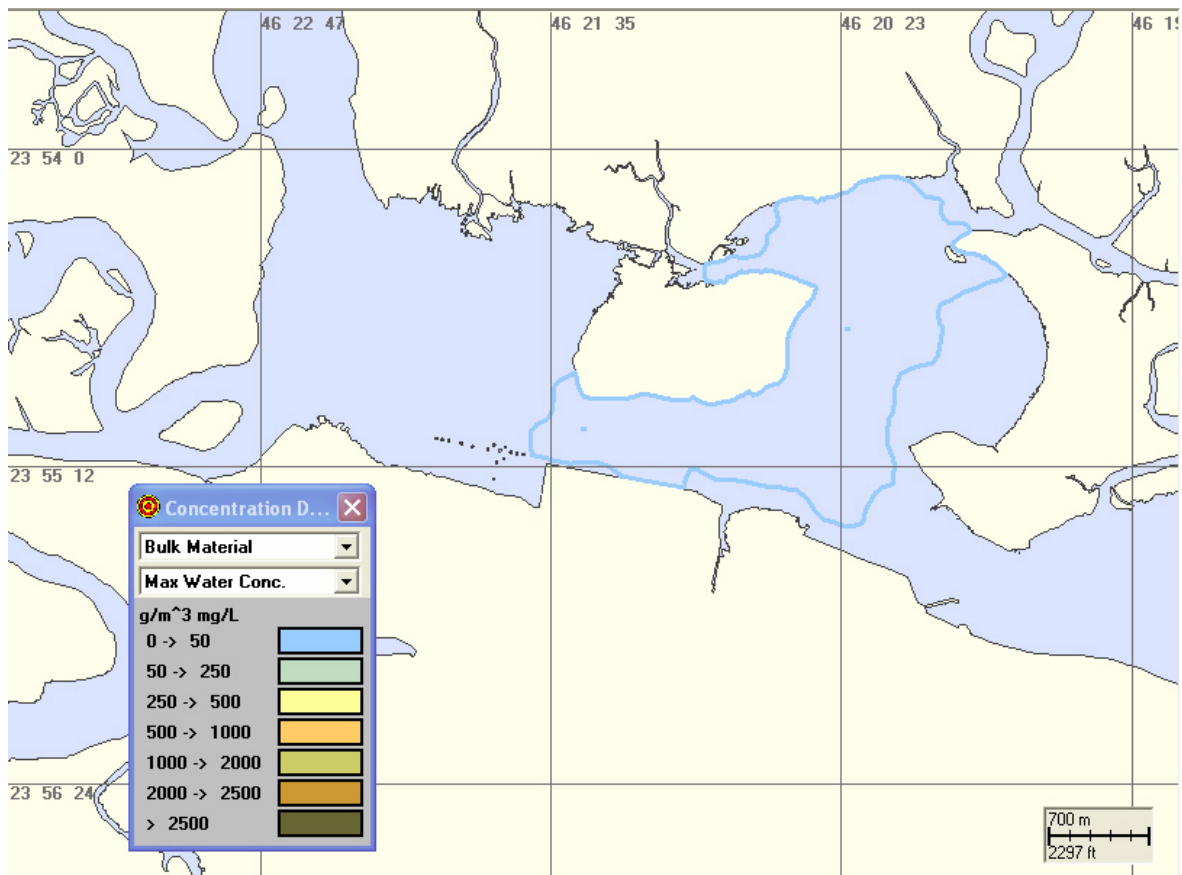 46 22 47
46 21 35
46 20 23
23 54 0
23 55 12
Concentration D...
Bulk Material
Max Water Conc.
g/m^3 mg/L
0 -> 50
50 -> 250
250 -> 500
500 -> 1000
1000 -> 2000
2000 -> 2500
> 2500
23 56 24
700 m
2297 ft